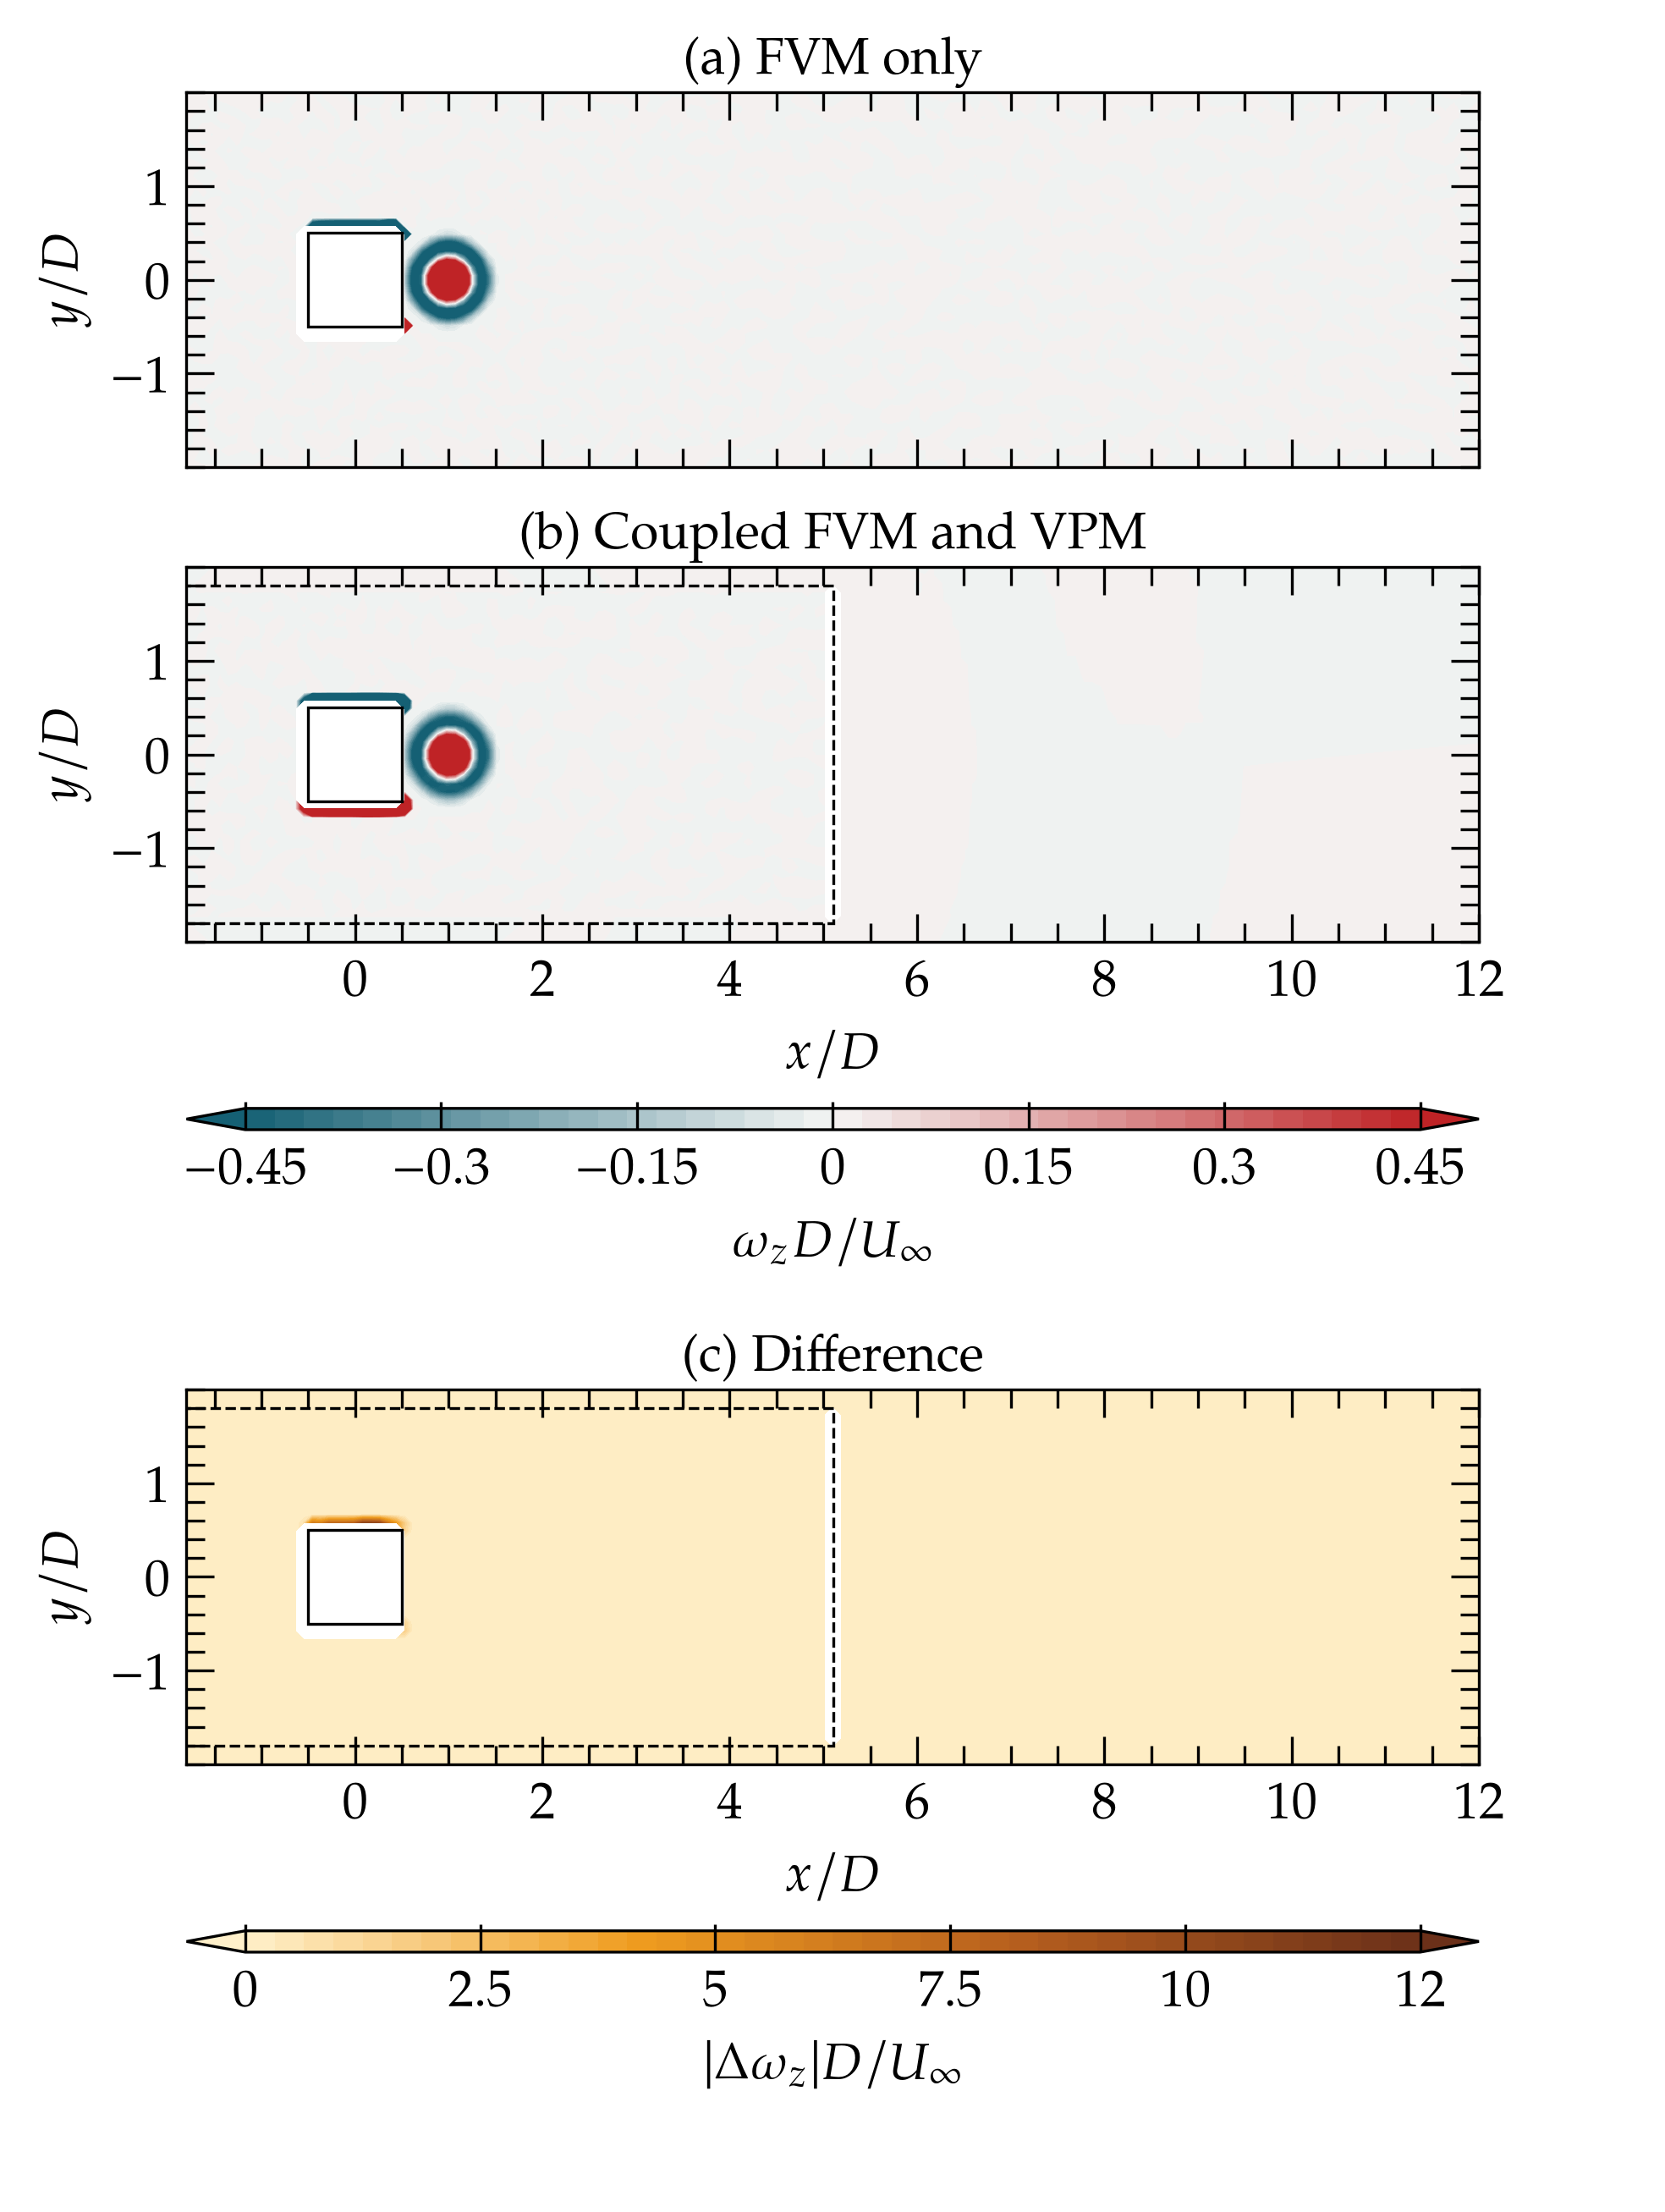 (a) FVM only
y/D
1
0
−1
(b) Coupled FVM and VPM
y/D
1
0
−1
0 2 4 6 8 10 12
x/D
−0.45 −0.3 −0.15 0 0.15 0.3 0.45
ω_z D/U_∞
(c) Difference
y/D
1
0
−1
0 2 4 6 8 10 12
x/D
0 2.5 5 7.5 10 12
|Δω_z|D/U_∞